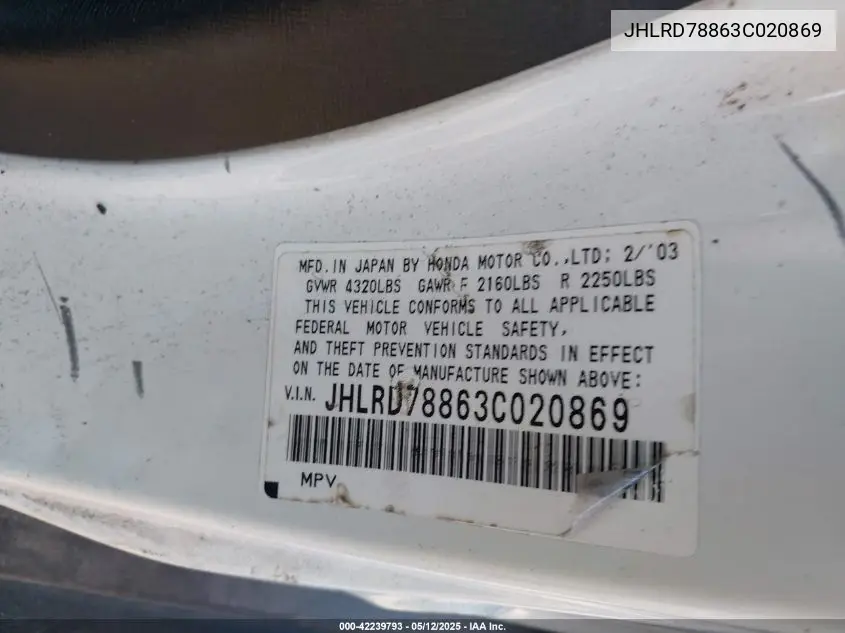 JHLRD78863C020869
MFD. IN JAPAN BY HONDA MOTOR CO.,LTD; 2/'03
GVWR 4320LBS GAWR F 2160LBS R 2250LBS
THIS VEHICLE CONFORMS TO ALL APPLICABLE
FEDERAL MOTOR VEHICLE SAFETY,
AND THEFT PREVENTION STANDARDS IN EFFECT
ON THE DATE OF MANUFACTURE SHOWN ABOVE:
V.I.N. JHLRD78863C020869
MPV
000-42239793 - 05/12/2025 - IAA Inc.